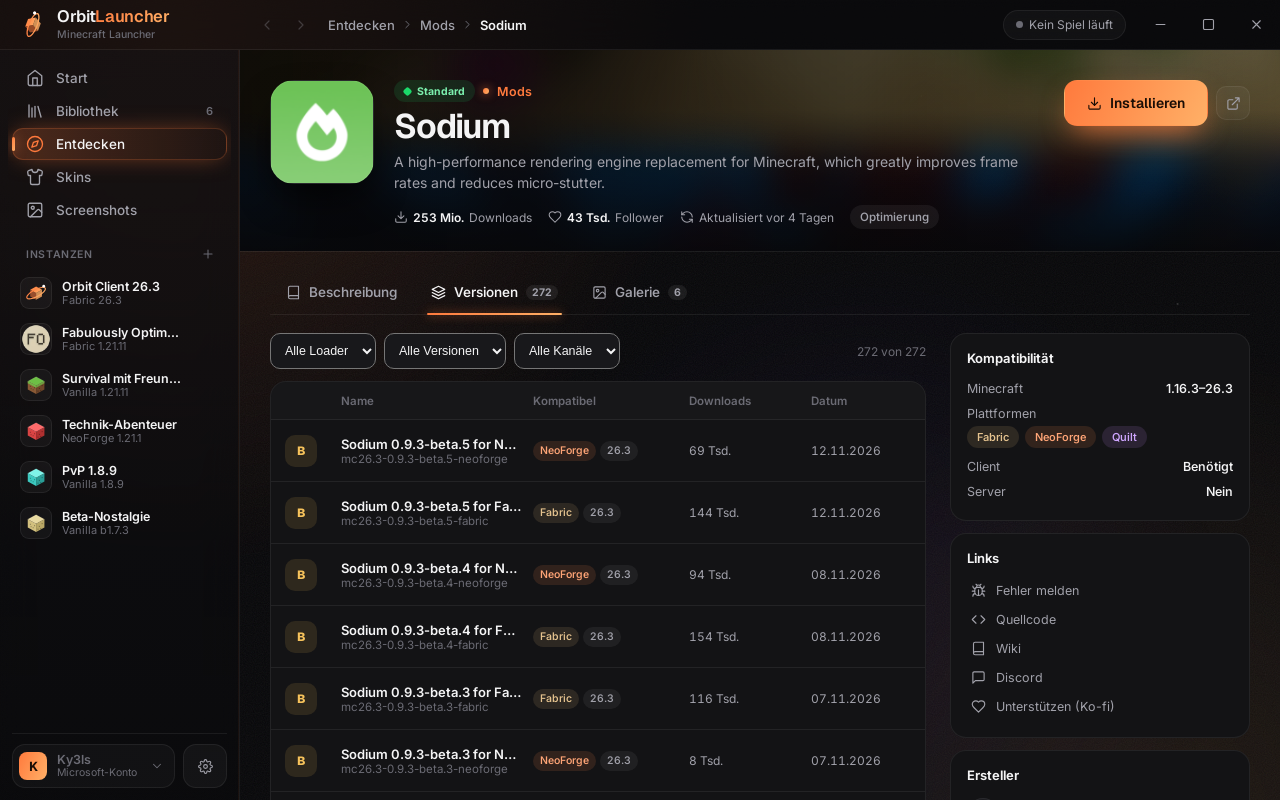 OrbitLauncher
Minecraft Launcher
Entdecken
Mods
Sodium
Kein Spiel läuft
Start
Bibliothek 6
Entdecken
Skins
Screenshots
INSTANZEN
Orbit Client 26.3
Fabric 26.3
FO
Fabulously Optim...
Fabric 1.21.11
Survival mit Freun...
Vanilla 1.21.11
Technik-Abenteuer
NeoForge 1.21.1
PvP 1.8.9
Vanilla 1.8.9
Beta-Nostalgie
Vanilla b1.7.3
K
Ky3ls
Microsoft-Konto
Standard Mods
Sodium
A high-performance rendering engine replacement for Minecraft, which greatly improves frame
rates and reduces micro-stutter.
253 Mio. Downloads 43 Tsd. Follower Aktualisiert vor 4 Tagen Optimierung
Installieren
Beschreibung Versionen 272 Galerie 6
Alle Loader Alle Versionen Alle Kanäle 272 von 272
Name Kompatibel Downloads Datum
B Sodium 0.9.3-beta.5 for N... NeoForge 26.3 69 Tsd. 12.11.2026
mc26.3-0.9.3-beta.5-neoforge
B Sodium 0.9.3-beta.5 for Fa... Fabric 26.3 144 Tsd. 12.11.2026
mc26.3-0.9.3-beta.5-fabric
B Sodium 0.9.3-beta.4 for N... NeoForge 26.3 94 Tsd. 08.11.2026
mc26.3-0.9.3-beta.4-neoforge
B Sodium 0.9.3-beta.4 for F... Fabric 26.3 154 Tsd. 08.11.2026
mc26.3-0.9.3-beta.4-fabric
B Sodium 0.9.3-beta.3 for Fa... Fabric 26.3 116 Tsd. 07.11.2026
mc26.3-0.9.3-beta.3-fabric
B Sodium 0.9.3-beta.3 for N... NeoForge 26.3 8 Tsd. 07.11.2026
mc26.3-0.9.3-beta.3-neoforge
Kompatibilität
Minecraft 1.16.3–26.3
Plattformen
Fabric NeoForge Quilt
Client Benötigt
Server Nein
Links
Fehler melden
Quellcode
Wiki
Discord
Unterstützen (Ko-fi)
Ersteller